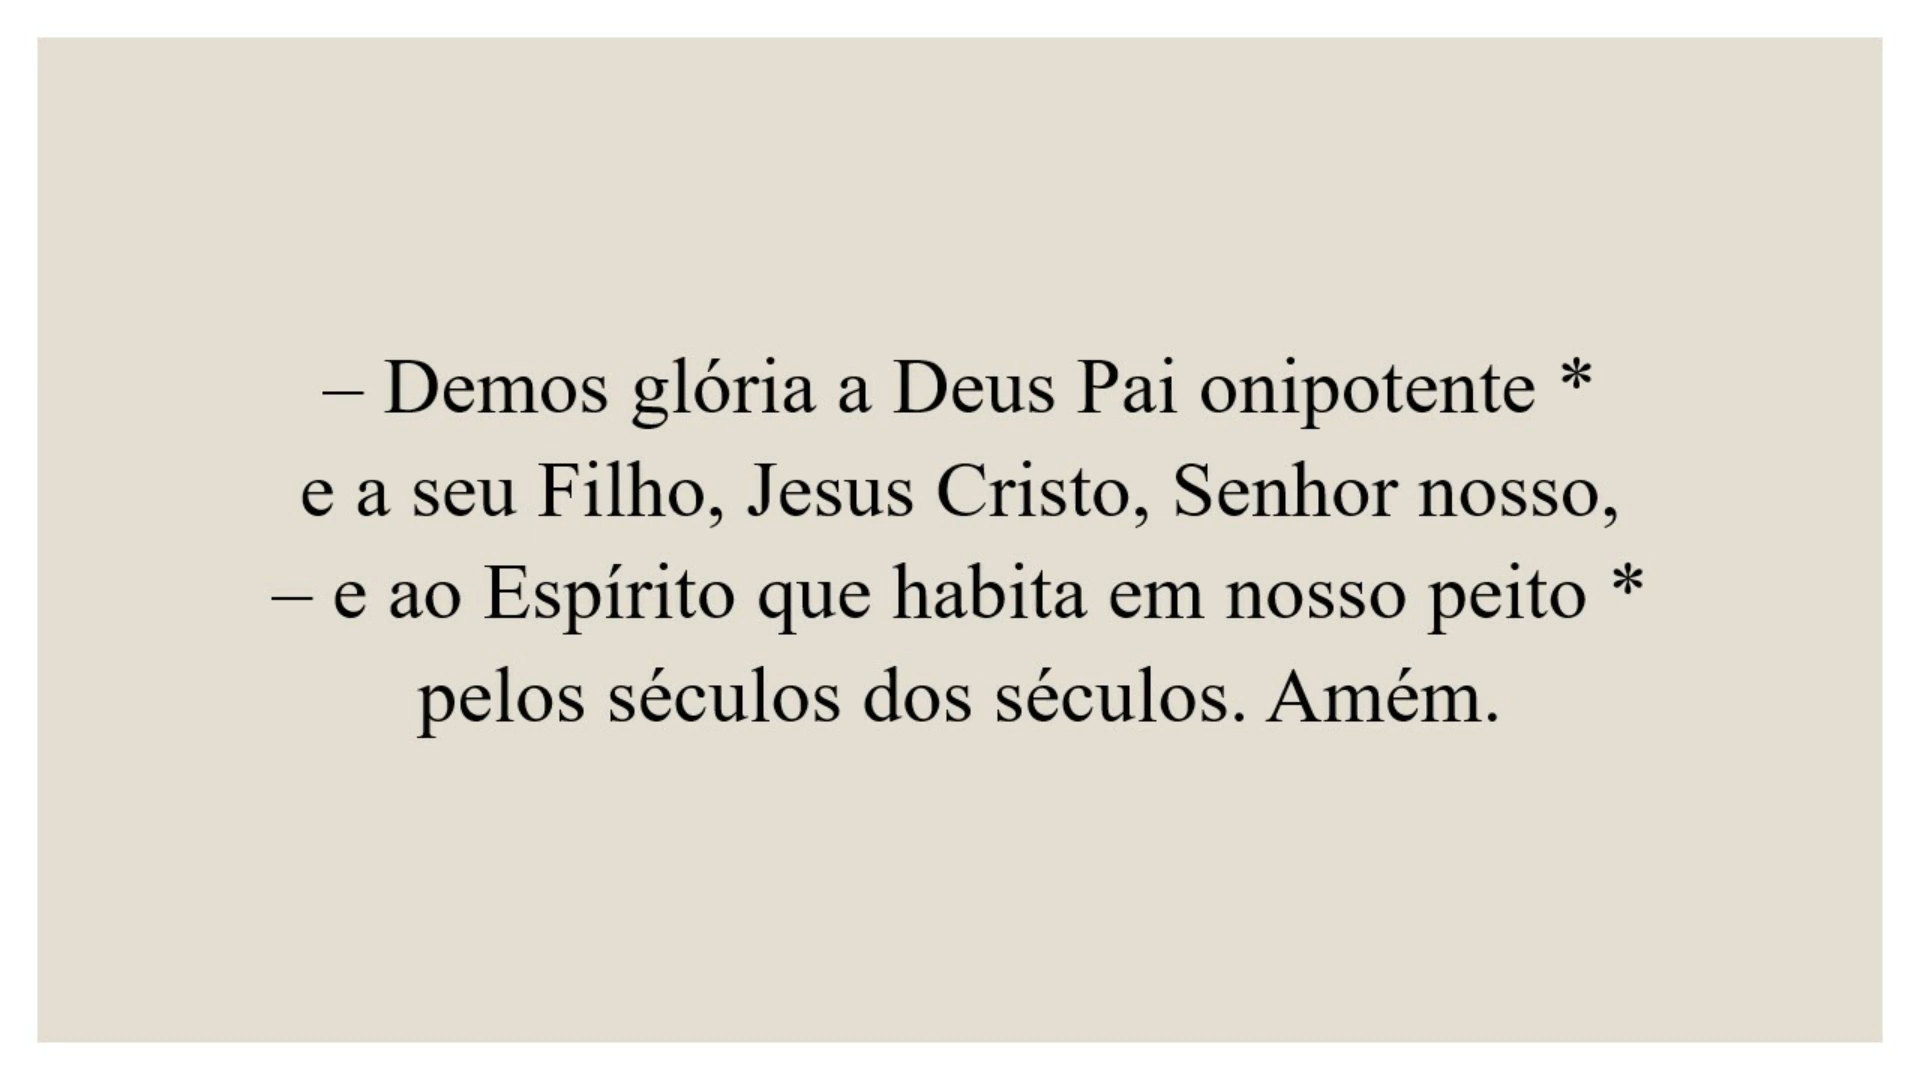 – Demos glória a Deus Pai onipotente *
e a seu Filho, Jesus Cristo, Senhor nosso,
– e ao Espírito que habita em nosso peito *
pelos séculos dos séculos. Amém.